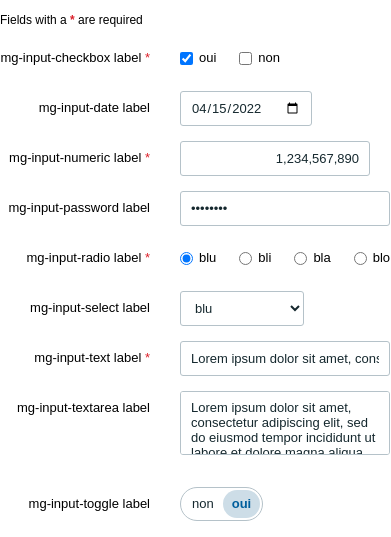 Fields with a * are required
mg-input-checkbox label * oui non
mg-input-date label 04/15/2022
mg-input-numeric label * 1,234,567,890
mg-input-password label ••••••••
mg-input-radio label * blu bli bla blo
mg-input-select label blu
mg-input-text label * Lorem ipsum dolor sit amet, cons
mg-input-textarea label Lorem ipsum dolor sit amet,
consectetur adipiscing elit, sed
do eiusmod tempor incididunt ut
labore et dolore magna aliqua
mg-input-toggle label non oui